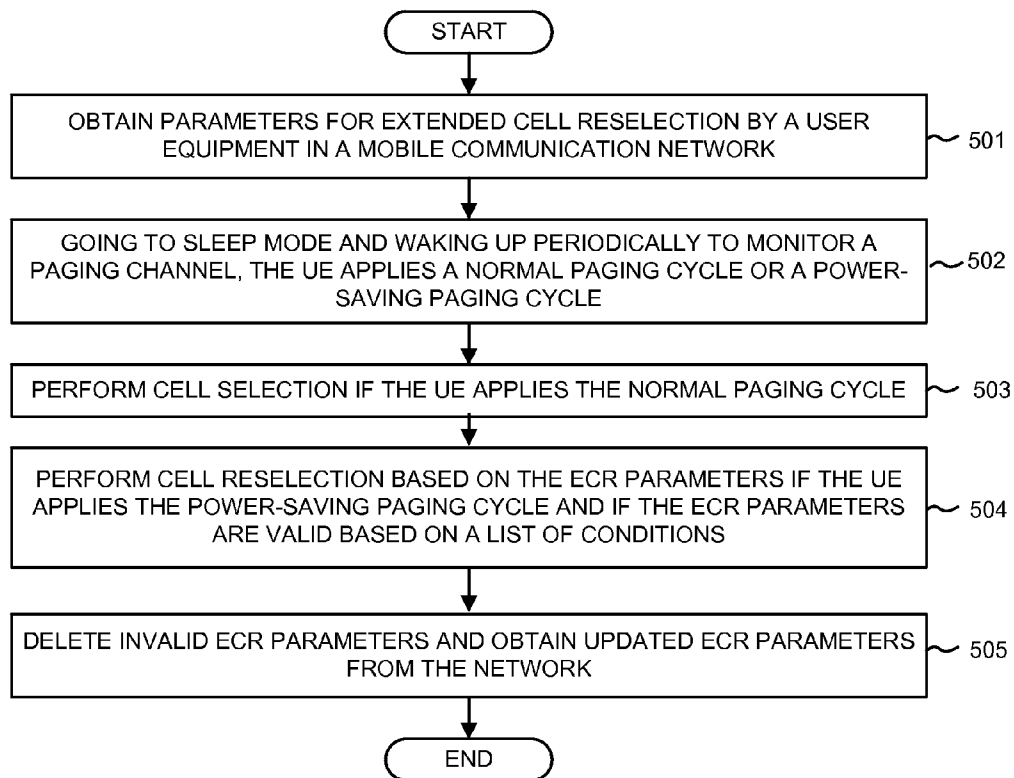 START
OBTAIN PARAMETERS FOR EXTENDED CELL RESELECTION BY A USER
EQUIPMENT IN A MOBILE COMMUNICATION NETWORK
501
GOING TO SLEEP MODE AND WAKING UP PERIODICALLY TO MONITOR A
PAGING CHANNEL, THE UE APPLIES A NORMAL PAGING CYCLE OR A POWER-
SAVING PAGING CYCLE
502
PERFORM CELL SELECTION IF THE UE APPLIES THE NORMAL PAGING CYCLE
503
PERFORM CELL RESELECTION BASED ON THE ECR PARAMETERS IF THE UE
APPLIES THE POWER-SAVING PAGING CYCLE AND IF THE ECR PARAMETERS
ARE VALID BASED ON A LIST OF CONDITIONS
504
DELETE INVALID ECR PARAMETERS AND OBTAIN UPDATED ECR PARAMETERS
FROM THE NETWORK
505
END